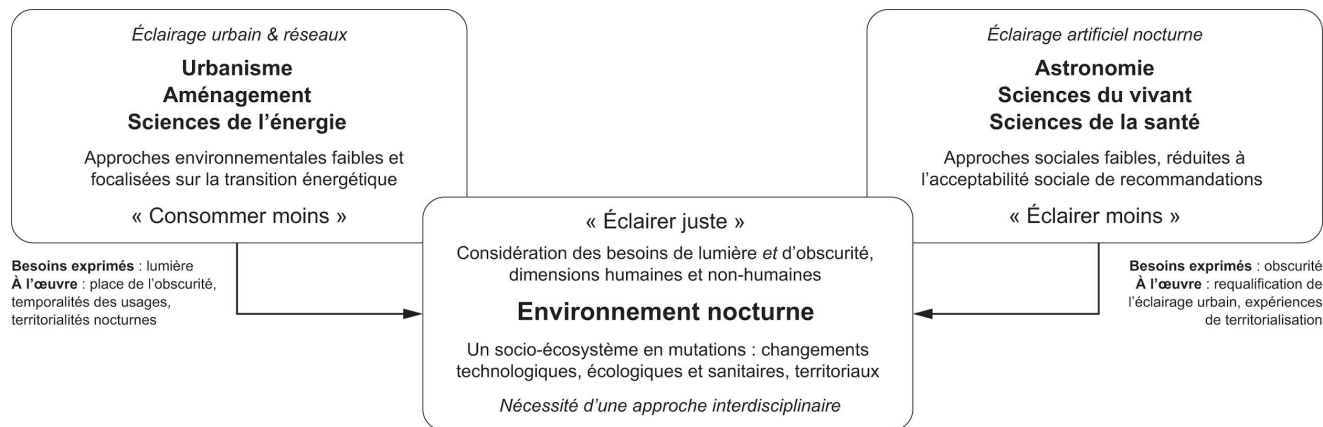 Éclairage urbain & réseaux
Urbanisme
Aménagement
Sciences de l’énergie
Approches environnementales faibles et
focalisées sur la transition énergétique
« Consommer moins »
Éclairage artificiel nocturne
Astronomie
Sciences du vivant
Sciences de la santé
Approches sociales faibles, réduites à
l’acceptabilité sociale de recommandations
« Éclairer moins »
Besoins exprimés : lumière
À l’œuvre : place de l’obscurité,
temporalités des usages,
territorialités nocturnes
« Éclairer juste »
Considération des besoins de lumière et d’obscurité,
dimensions humaines et non-humaines
Environnement nocturne
Un socio-écosystème en mutations : changements
technologiques, écologiques et sanitaires, territoriaux
Nécessité d’une approche interdisciplinaire
Besoins exprimés : obscurité
À l’œuvre : requalification de
l’éclairage urbain, expériences
de territorialisation